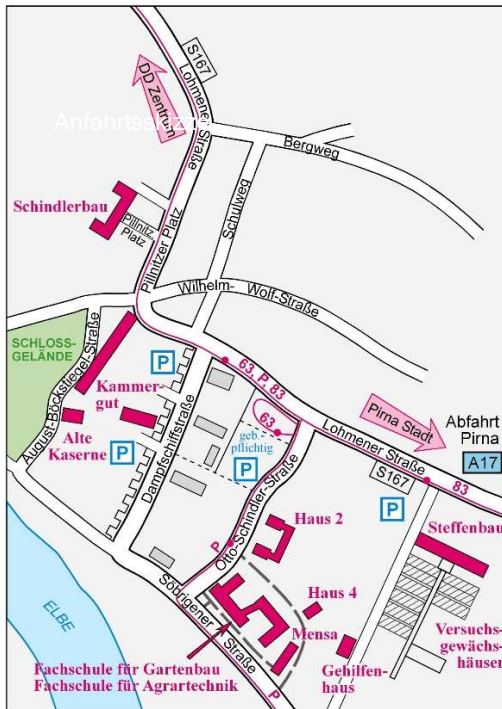 S167
Lohmener Straße
DD Zentrum
Anfahrtsskizze
Bergweg
Schulweg
Schindlerbau
Pillnitz.
Platz
Pillnitzer Platz
Wilhelm-Wolf-Straße
SCHLOSS-
GELÄNDE
August-Böckstiegel-Straße
P
63, P, 83
Kammer-
gut
63
Pirna Stadt
Abfahrt
Pirna
A17
Lohmener Straße
Alte
Kaserne
P
Dampfschiffstraße
geb.-
pflichtig
P
S167
83
P
Otto-Schindler-Straße
P
Haus 2
Steffenbau
ELBE
Söbrigener Straße
Haus 4
Mensa
Versuchs-
gewächs-
häuser
Gehilfen-
haus
Fachschule für Gartenbau
Fachschule für Agrartechnik
P